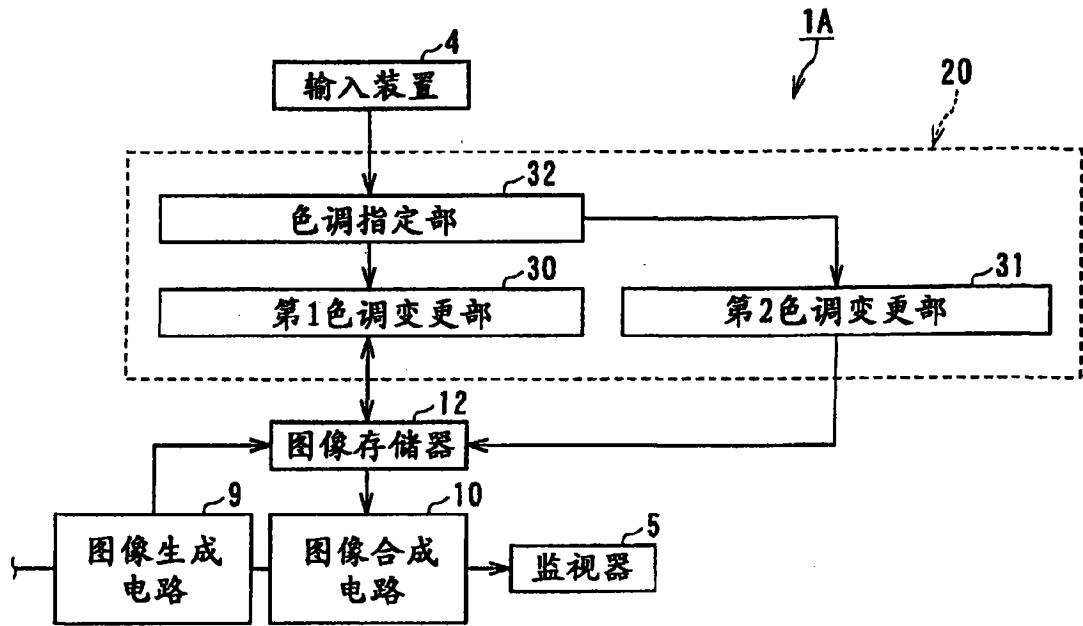 1A
4
输入装置
20
32
色调指定部
30
第1色调变更部
31
第2色调变更部
12
图像存储器
9
图像生成
电路
10
图像合成
电路
5
监视器